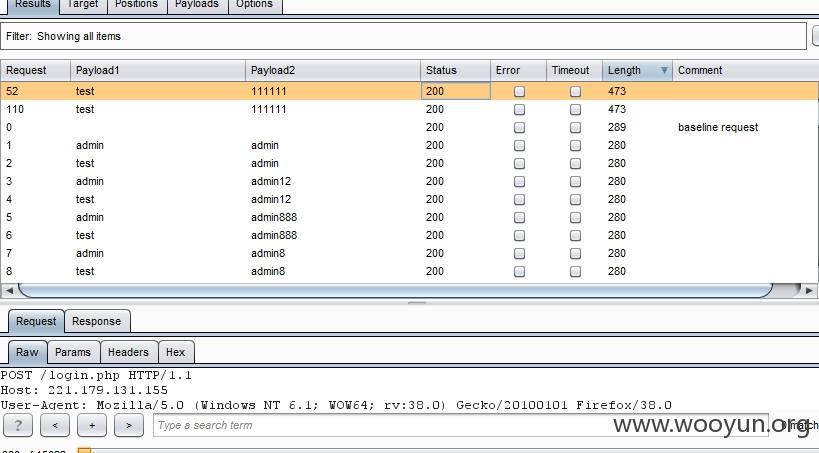 Results Target Positions Payloads Options
Filter: Showing all items
Request Payload1 Payload2 Status Error Timeout Length Comment
52 test 111111 200 473
110 test 111111 200 473
0 200 289 baseline request
1 admin admin 200 280
2 test admin 200 280
3 admin admin12 200 280
4 test admin12 200 280
5 admin admin888 200 280
6 test admin888 200 280
7 admin admin8 200 280
8 test admin8 200 280
Request Response
Raw Params Headers Hex
POST /login.php HTTP/1.1
Host: 221.179.131.155
User-Agent: Mozilla/5.0 (Windows NT 6.1; WOW64; rv:38.0) Gecko/20100101 Firefox/38.0
? < + > Type a search term
www.wooyun.org